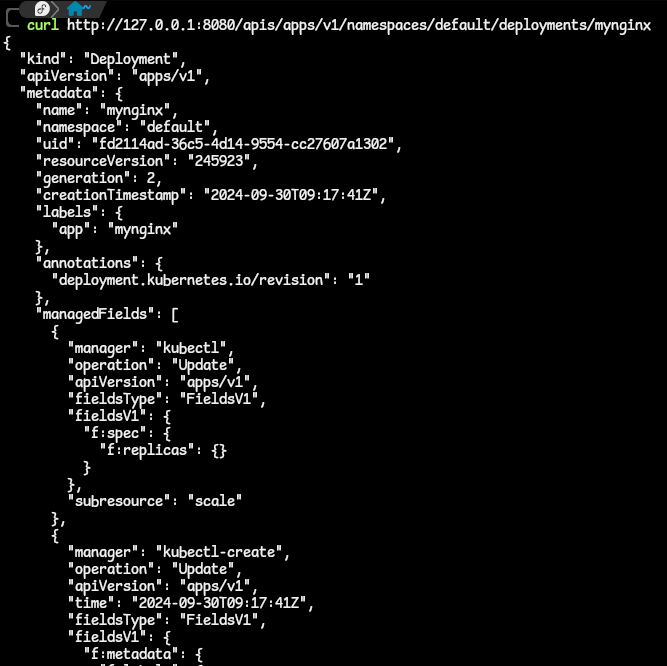 curl http://127.0.0.1:8080/apis/apps/v1/namespaces/default/deployments/mynginx
{
  "kind": "Deployment",
  "apiVersion": "apps/v1",
  "metadata": {
    "name": "mynginx",
    "namespace": "default",
    "uid": "fd2114ad-36c5-4d14-9554-cc27607a1302",
    "resourceVersion": "245923",
    "generation": 2,
    "creationTimestamp": "2024-09-30T09:17:41Z",
    "labels": {
      "app": "mynginx"
    },
    "annotations": {
      "deployment.kubernetes.io/revision": "1"
    },
    "managedFields": [
      {
        "manager": "kubectl",
        "operation": "Update",
        "apiVersion": "apps/v1",
        "fieldsType": "FieldsV1",
        "fieldsV1": {
          "f:spec": {
            "f:replicas": {}
          }
        },
        "subresource": "scale"
      },
      {
        "manager": "kubectl-create",
        "operation": "Update",
        "apiVersion": "apps/v1",
        "time": "2024-09-30T09:17:41Z",
        "fieldsType": "FieldsV1",
        "fieldsV1": {
          "f:metadata": {